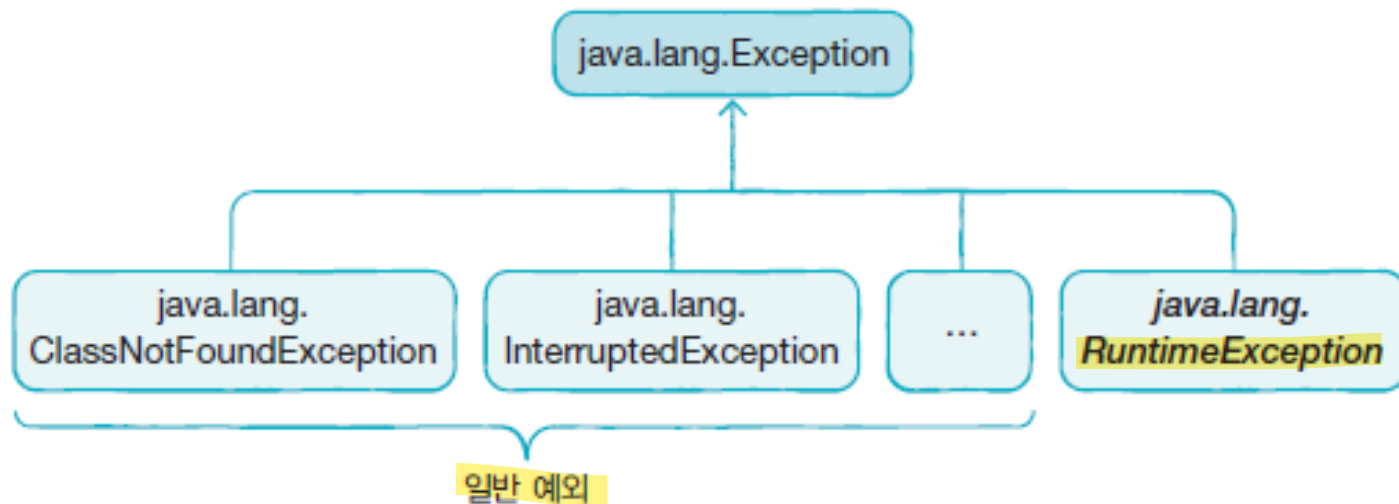 java.lang.Exception
java.lang.
ClassNotFoundException
java.lang.
InterruptedException
...
java.lang.
RuntimeException
일반 예외